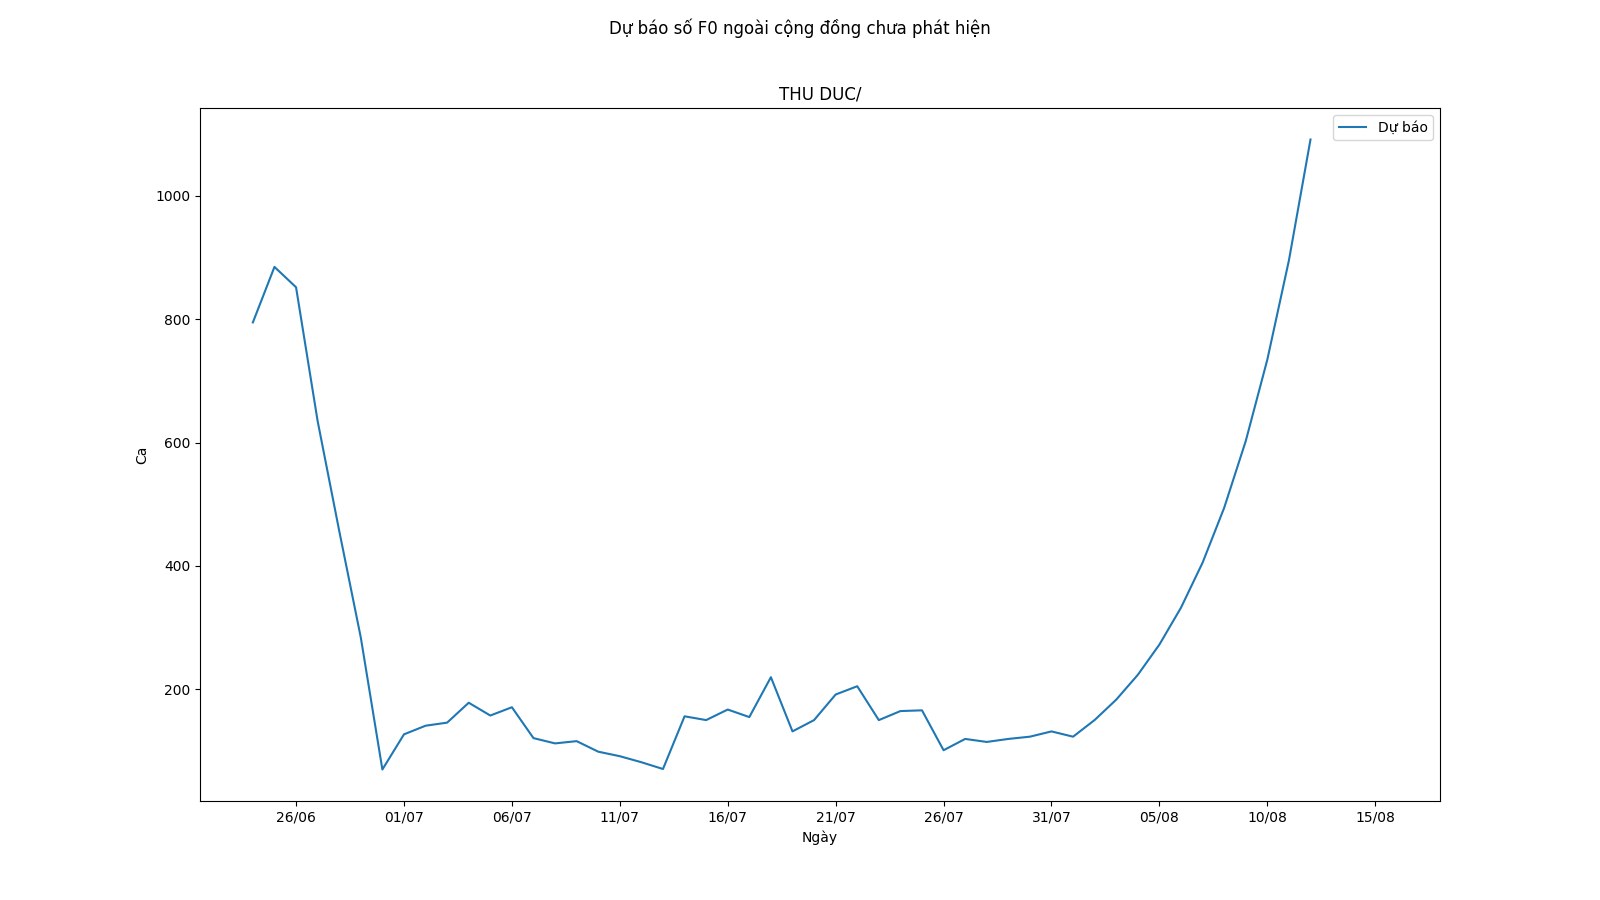 Dự báo số F0 ngoài cộng đồng chưa phát hiện
THU DUC/
Dự báo
1000
800
600
400
200
Ca
26/06 01/07 06/07 11/07 16/07 21/07 26/07 31/07 05/08 10/08 15/08
Ngày